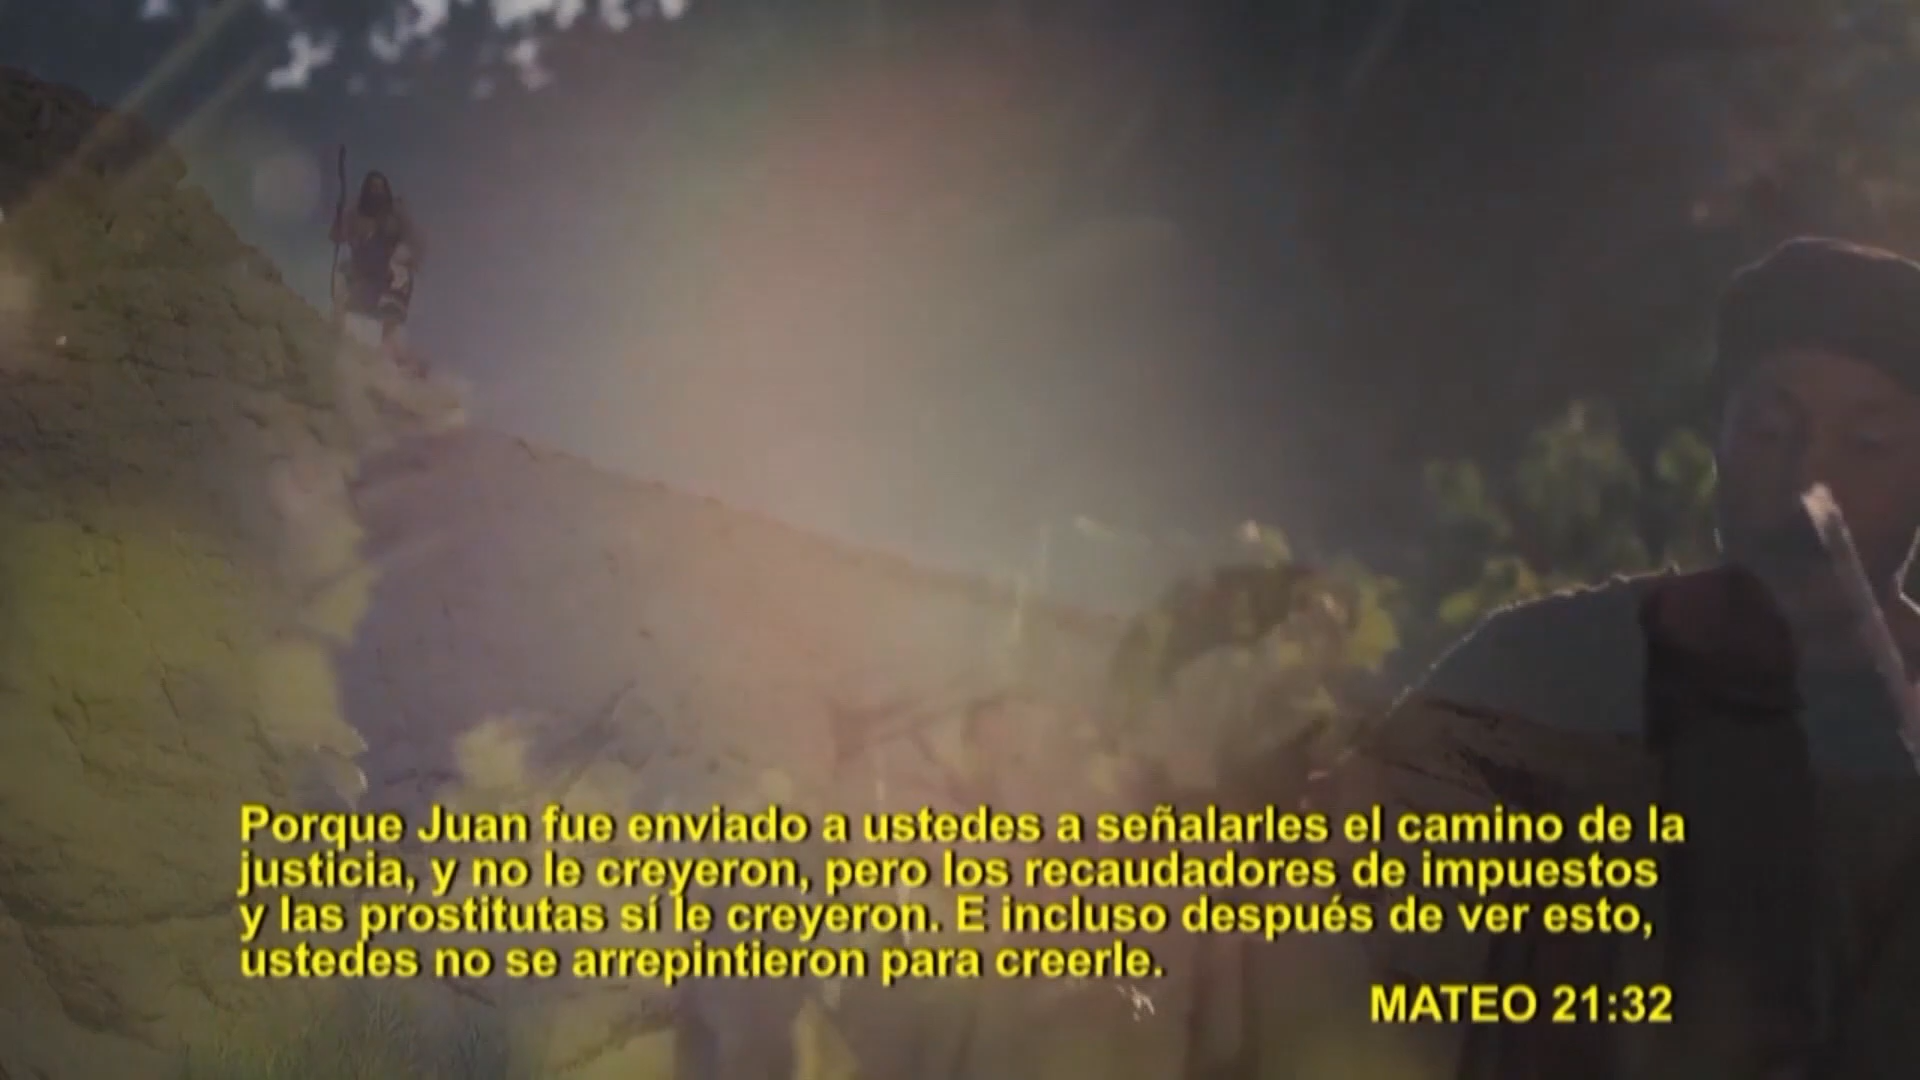 Porque Juan fue enviado a ustedes a señalarles el camino de la
justicia, y no le creyeron, pero los recaudadores de impuestos
y las prostitutas sí le creyeron. E incluso después de ver esto,
ustedes no se arrepintieron para creerle.
MATEO 21:32